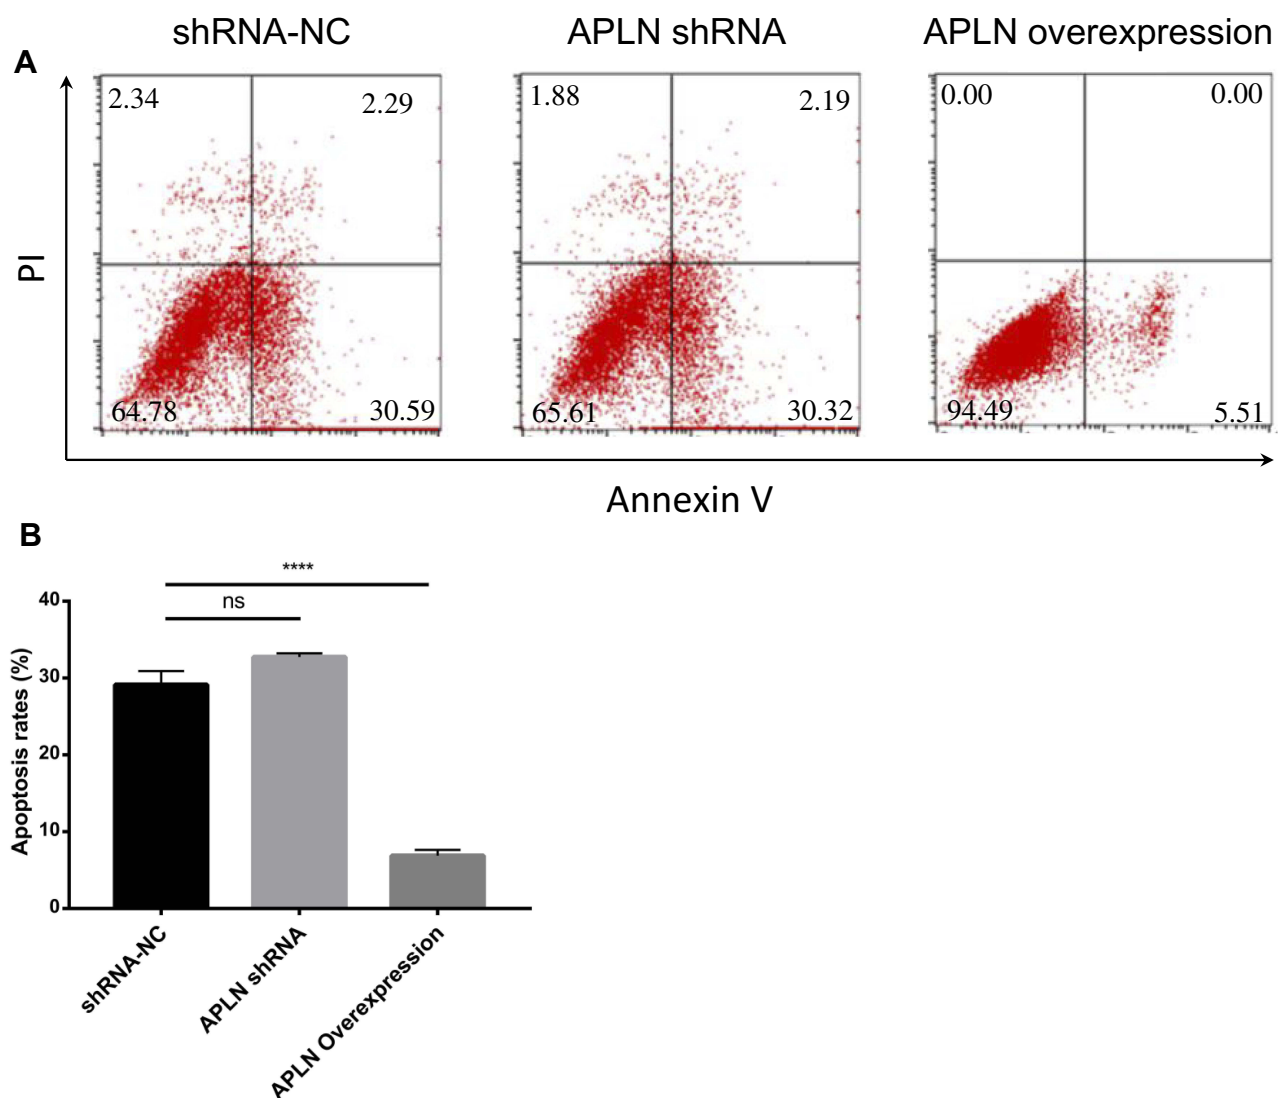 shRNA-NC APLN shRNA APLN overexpression
A
2.34 2.29 1.88 2.19 0.00 0.00
PI
64.78 30.59 65.61 30.32 94.49 5.51
Annexin V
B
****
ns
40
30
20
10
0
Apoptosis rates (%)
shRNA-NC
APLN shRNA
APLN Overexpression